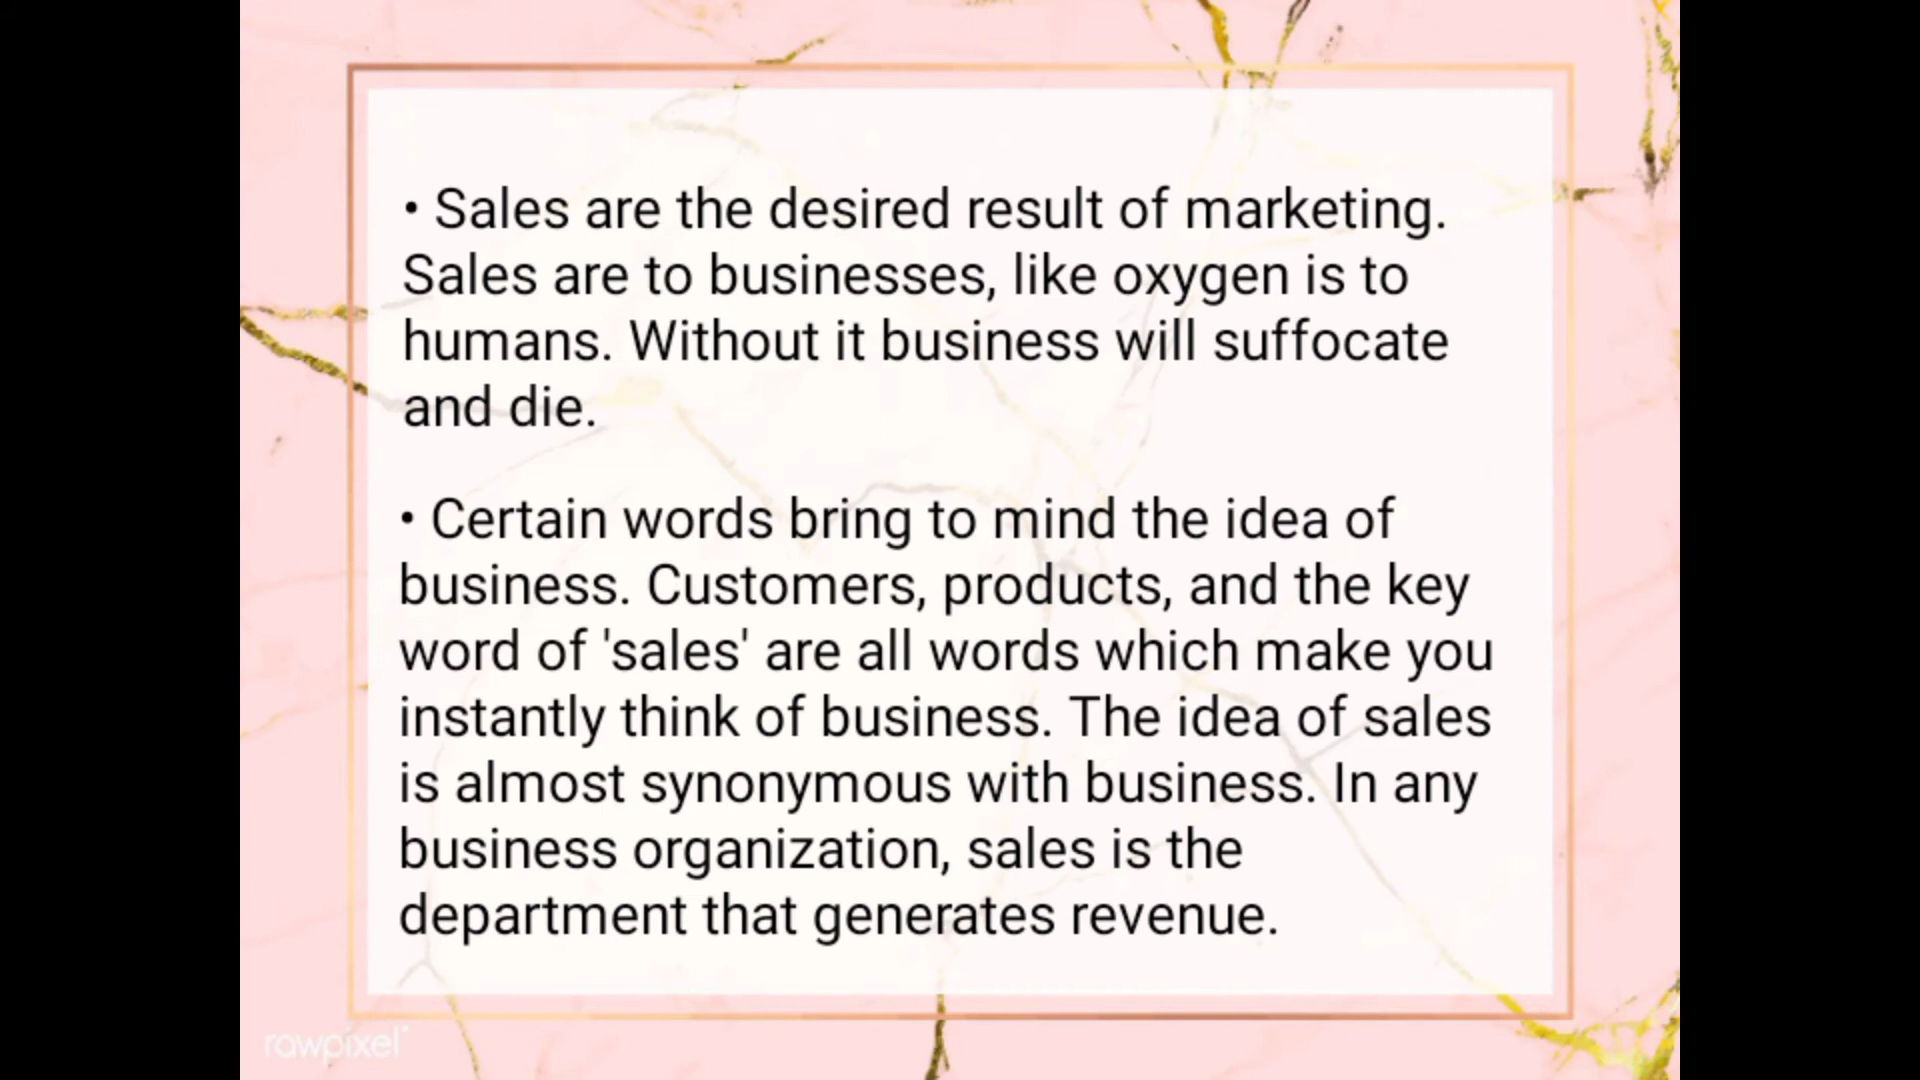 • Sales are the desired result of marketing.
Sales are to businesses, like oxygen is to
humans. Without it business will suffocate
and die.
• Certain words bring to mind the idea of
business. Customers, products, and the key
word of 'sales' are all words which make you
instantly think of business. The idea of sales
is almost synonymous with business. In any
business organization, sales is the
department that generates revenue.
rawpixel